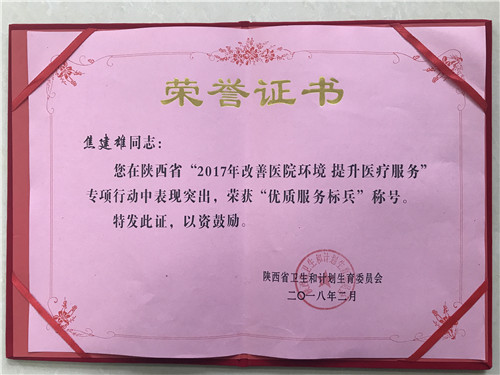 荣誉证书
焦建雄同志：
您在陕西省“2017年改善医院环境 提升医疗服务”
专项行动中表现突出，荣获“优质服务标兵”称号。
特发此证，以资鼓励。
陕西省卫生和计划生育委员会
二〇一八年二月